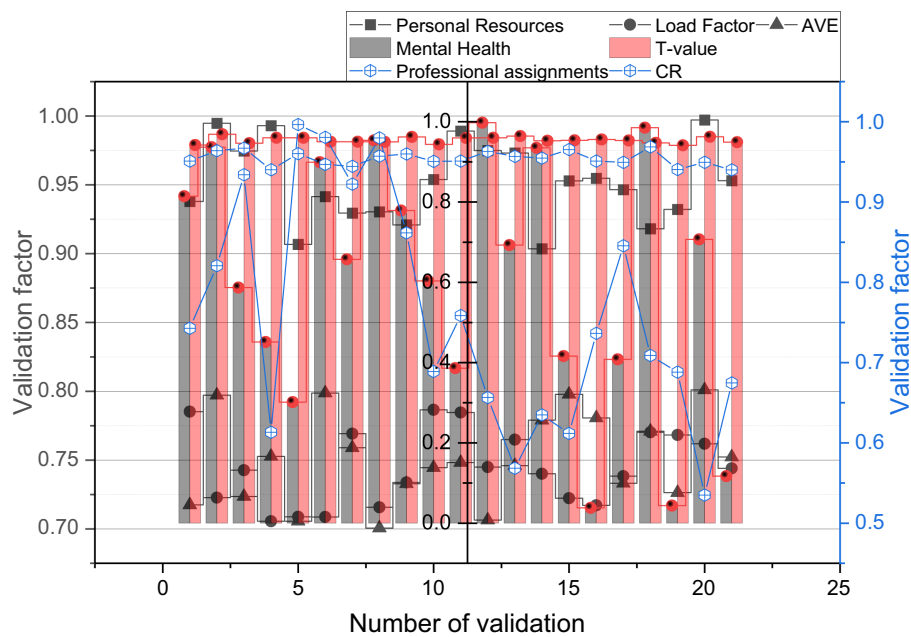 Personal Resources Load Factor AVE
Mental Health T-value
Professional assignments CR
1.00
0.95
0.90
0.85
0.80
0.75
0.70
Validation factor
1.0
0.8
0.6
0.4
0.2
0.0
1.0
0.9
0.8
0.7
0.6
0.5
Validation factor
0 5 10 15 20 25
Number of validation